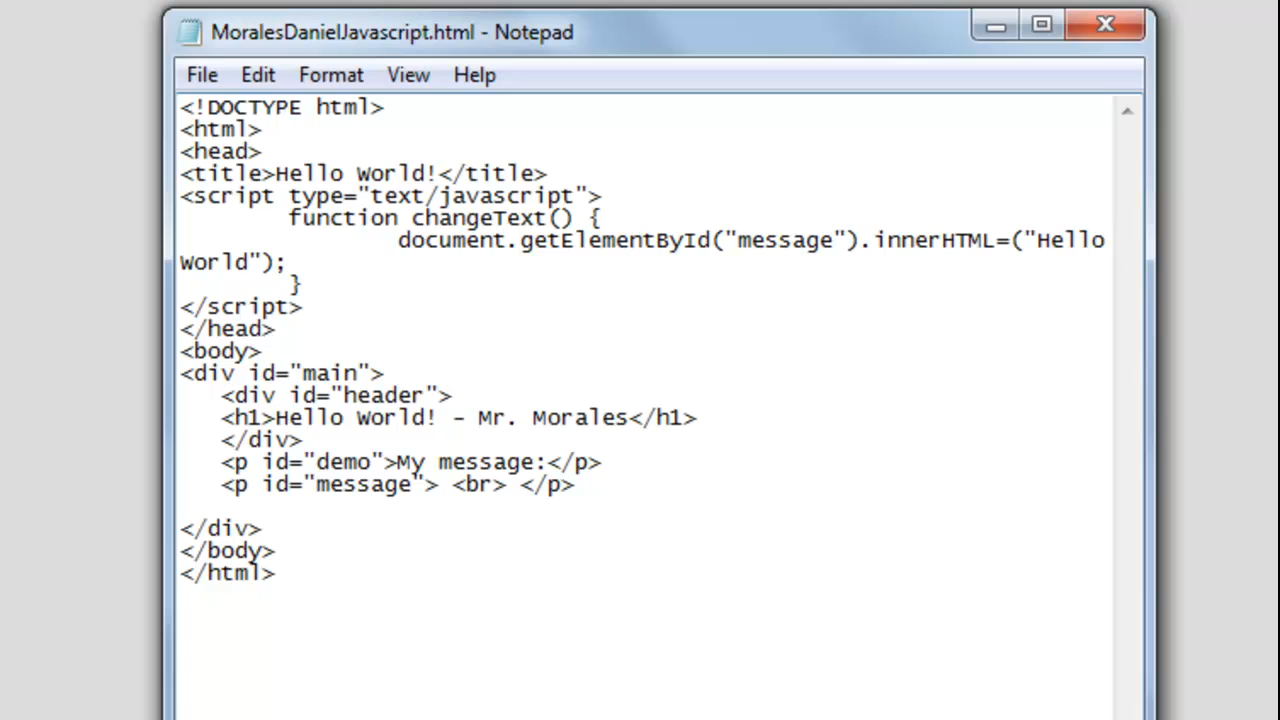 MoralesDanielJavascript.html - Notepad
File Edit Format View Help
<!DOCTYPE html>
<html>
<head>
<title>Hello World!</title>
<script type="text/javascript">
        function changeText() {
                document.getElementById("message").innerHTML=("Hello
World");
        }
</script>
</head>
<body>
<div id="main">
   <div id="header">
   <h1>Hello World! - Mr. Morales</h1>
   </div>
   <p id="demo">My message:</p>
   <p id="message"> <br> </p>

</div>
</body>
</html>